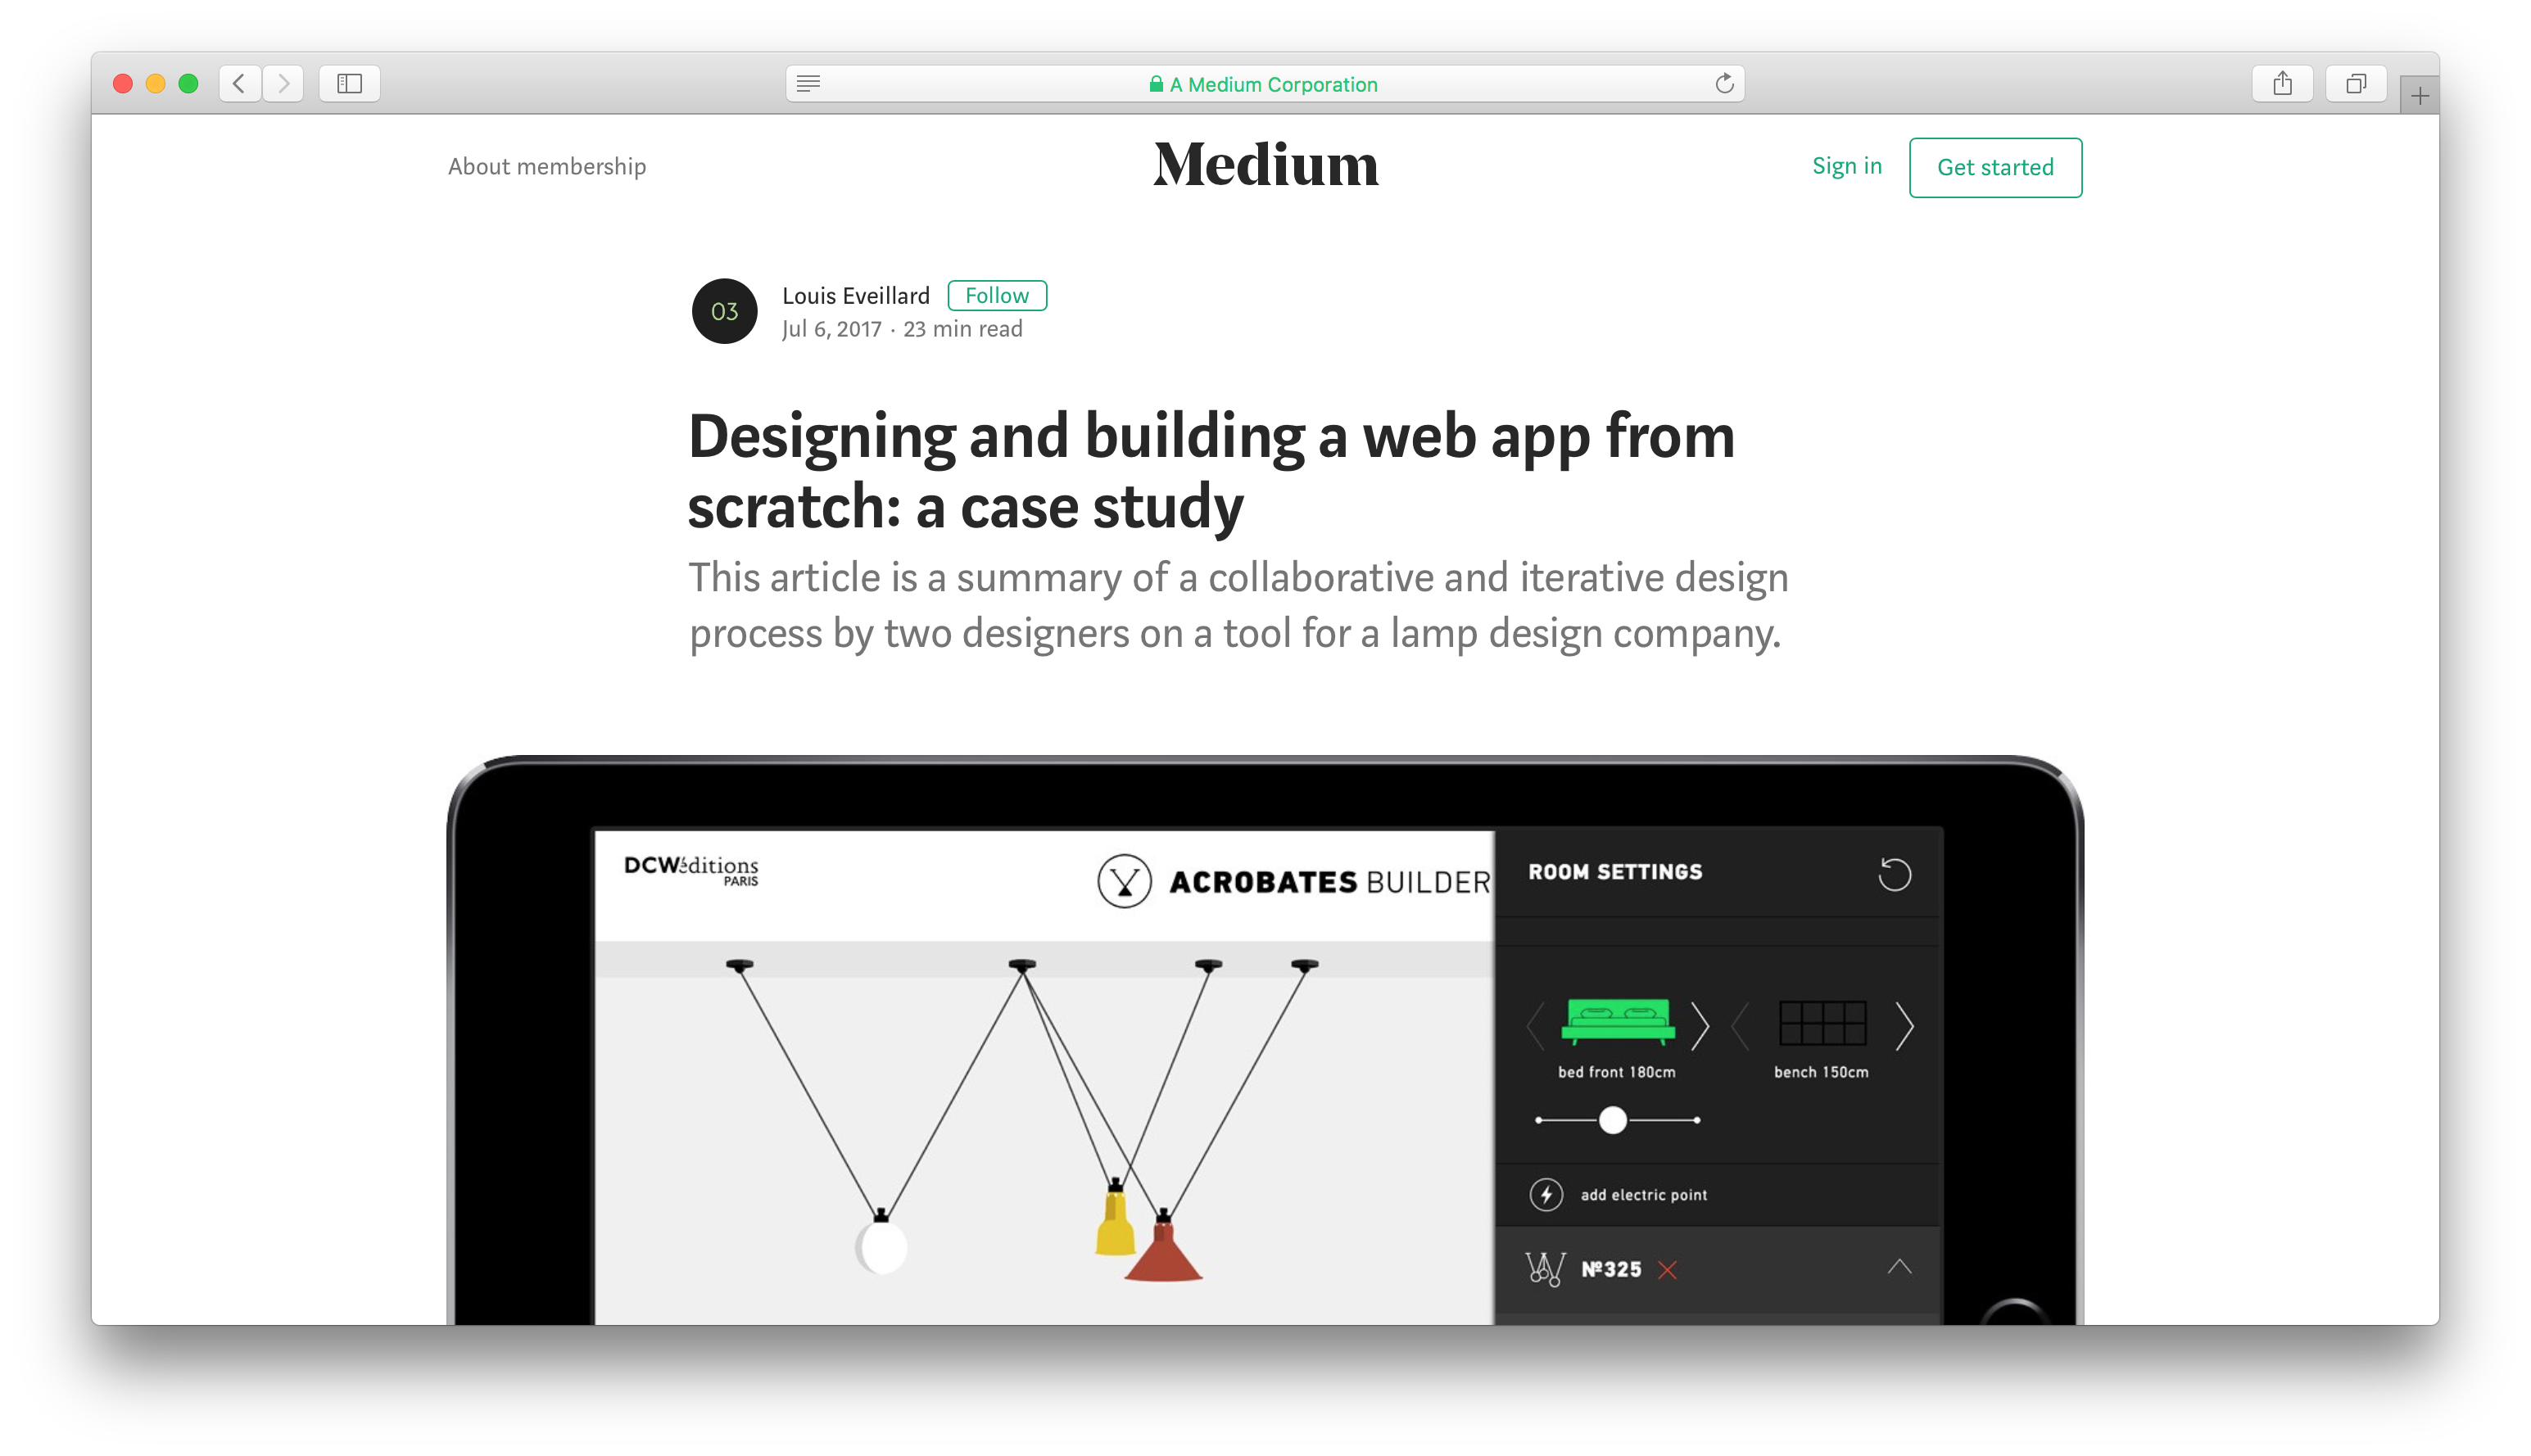 A Medium Corporation
About membership
Medium
Sign in
Get started
03
Louis Eveillard
Follow
Jul 6, 2017 · 23 min read
Designing and building a web app from
scratch: a case study
This article is a summary of a collaborative and iterative design
process by two designers on a tool for a lamp design company.
DCWéditions
PARIS
ACROBATES BUILDER
ROOM SETTINGS
bed front 180cm
bench 150cm
add electric point
№325